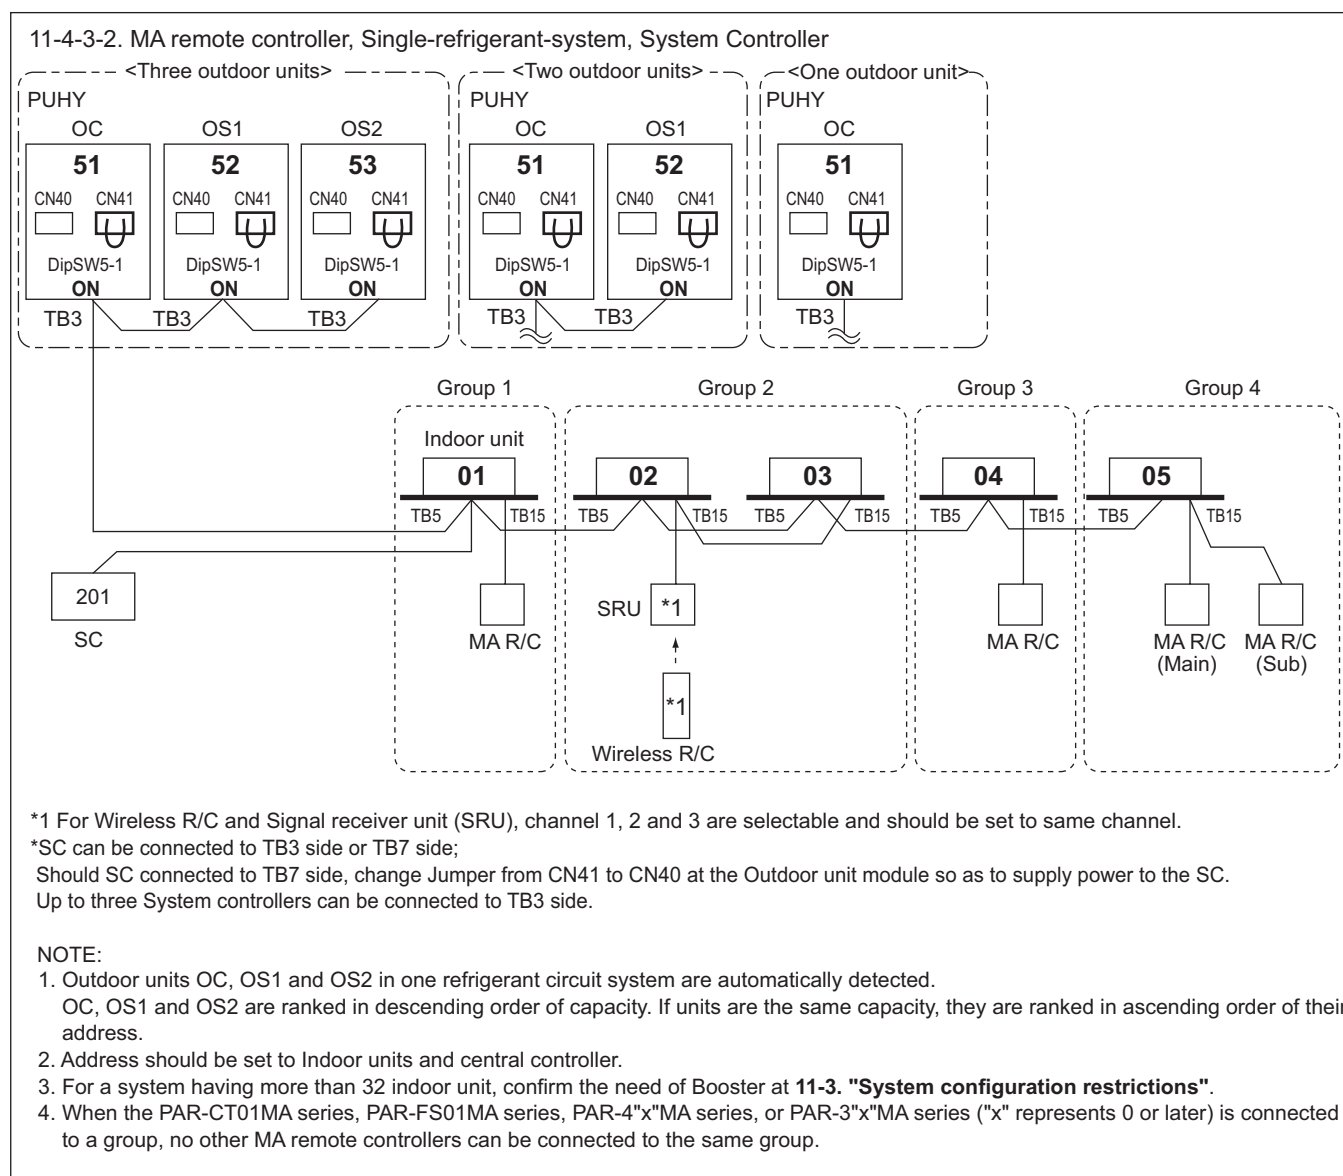 11-4-3-2. MA remote controller, Single-refrigerant-system, System Controller
<Three outdoor units>
<Two outdoor units>
<One outdoor unit>
PUHY
PUHY
PUHY
OC
OS1
OS2
OC
OS1
OC
51
52
53
51
52
51
CN40 CN41
CN40 CN41
CN40 CN41
CN40 CN41
CN40 CN41
CN40 CN41
DipSW5-1
DipSW5-1
DipSW5-1
DipSW5-1
DipSW5-1
DipSW5-1
ON
ON
ON
ON
ON
ON
TB3
TB3
TB3
TB3
TB3
TB3
Group 1
Group 2
Group 3
Group 4
Indoor unit
01
02
03
04
05
TB5
TB15
TB5
TB15
TB5
TB15
TB5
TB15
TB5
TB15
201
SC
MA R/C
SRU
*1
*1
Wireless R/C
MA R/C
MA R/C
(Main)
MA R/C
(Sub)
*1 For Wireless R/C and Signal receiver unit (SRU), channel 1, 2 and 3 are selectable and should be set to same channel.
*SC can be connected to TB3 side or TB7 side;
Should SC connected to TB7 side, change Jumper from CN41 to CN40 at the Outdoor unit module so as to supply power to the SC.
Up to three System controllers can be connected to TB3 side.
NOTE:
1. Outdoor units OC, OS1 and OS2 in one refrigerant circuit system are automatically detected.
OC, OS1 and OS2 are ranked in descending order of capacity. If units are the same capacity, they are ranked in ascending order of their
address.
2. Address should be set to Indoor units and central controller.
3. For a system having more than 32 indoor unit, confirm the need of Booster at 11-3. "System configuration restrictions".
4. When the PAR-CT01MA series, PAR-FS01MA series, PAR-4"x"MA series, or PAR-3"x"MA series ("x" represents 0 or later) is connected
to a group, no other MA remote controllers can be connected to the same group.